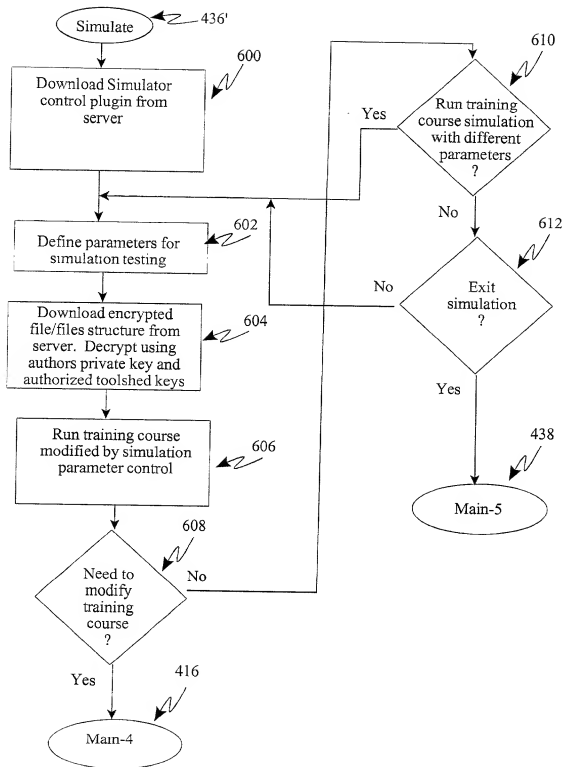 Simulate
436'
600
Download Simulator
control plugin from
server
602
Define parameters for
simulation testing
Download encrypted
file/files structure from
server. Decrypt using
authors private key and
authorized toolshed keys
604
Run training course
modified by simulation
parameter control
606
608
Need to
modify
training
course
?
No
Yes
416
Main-4
610
Run training
course simulation
with different
parameters
?
Yes
No
612
Exit
simulation
?
No
Yes
438
Main-5